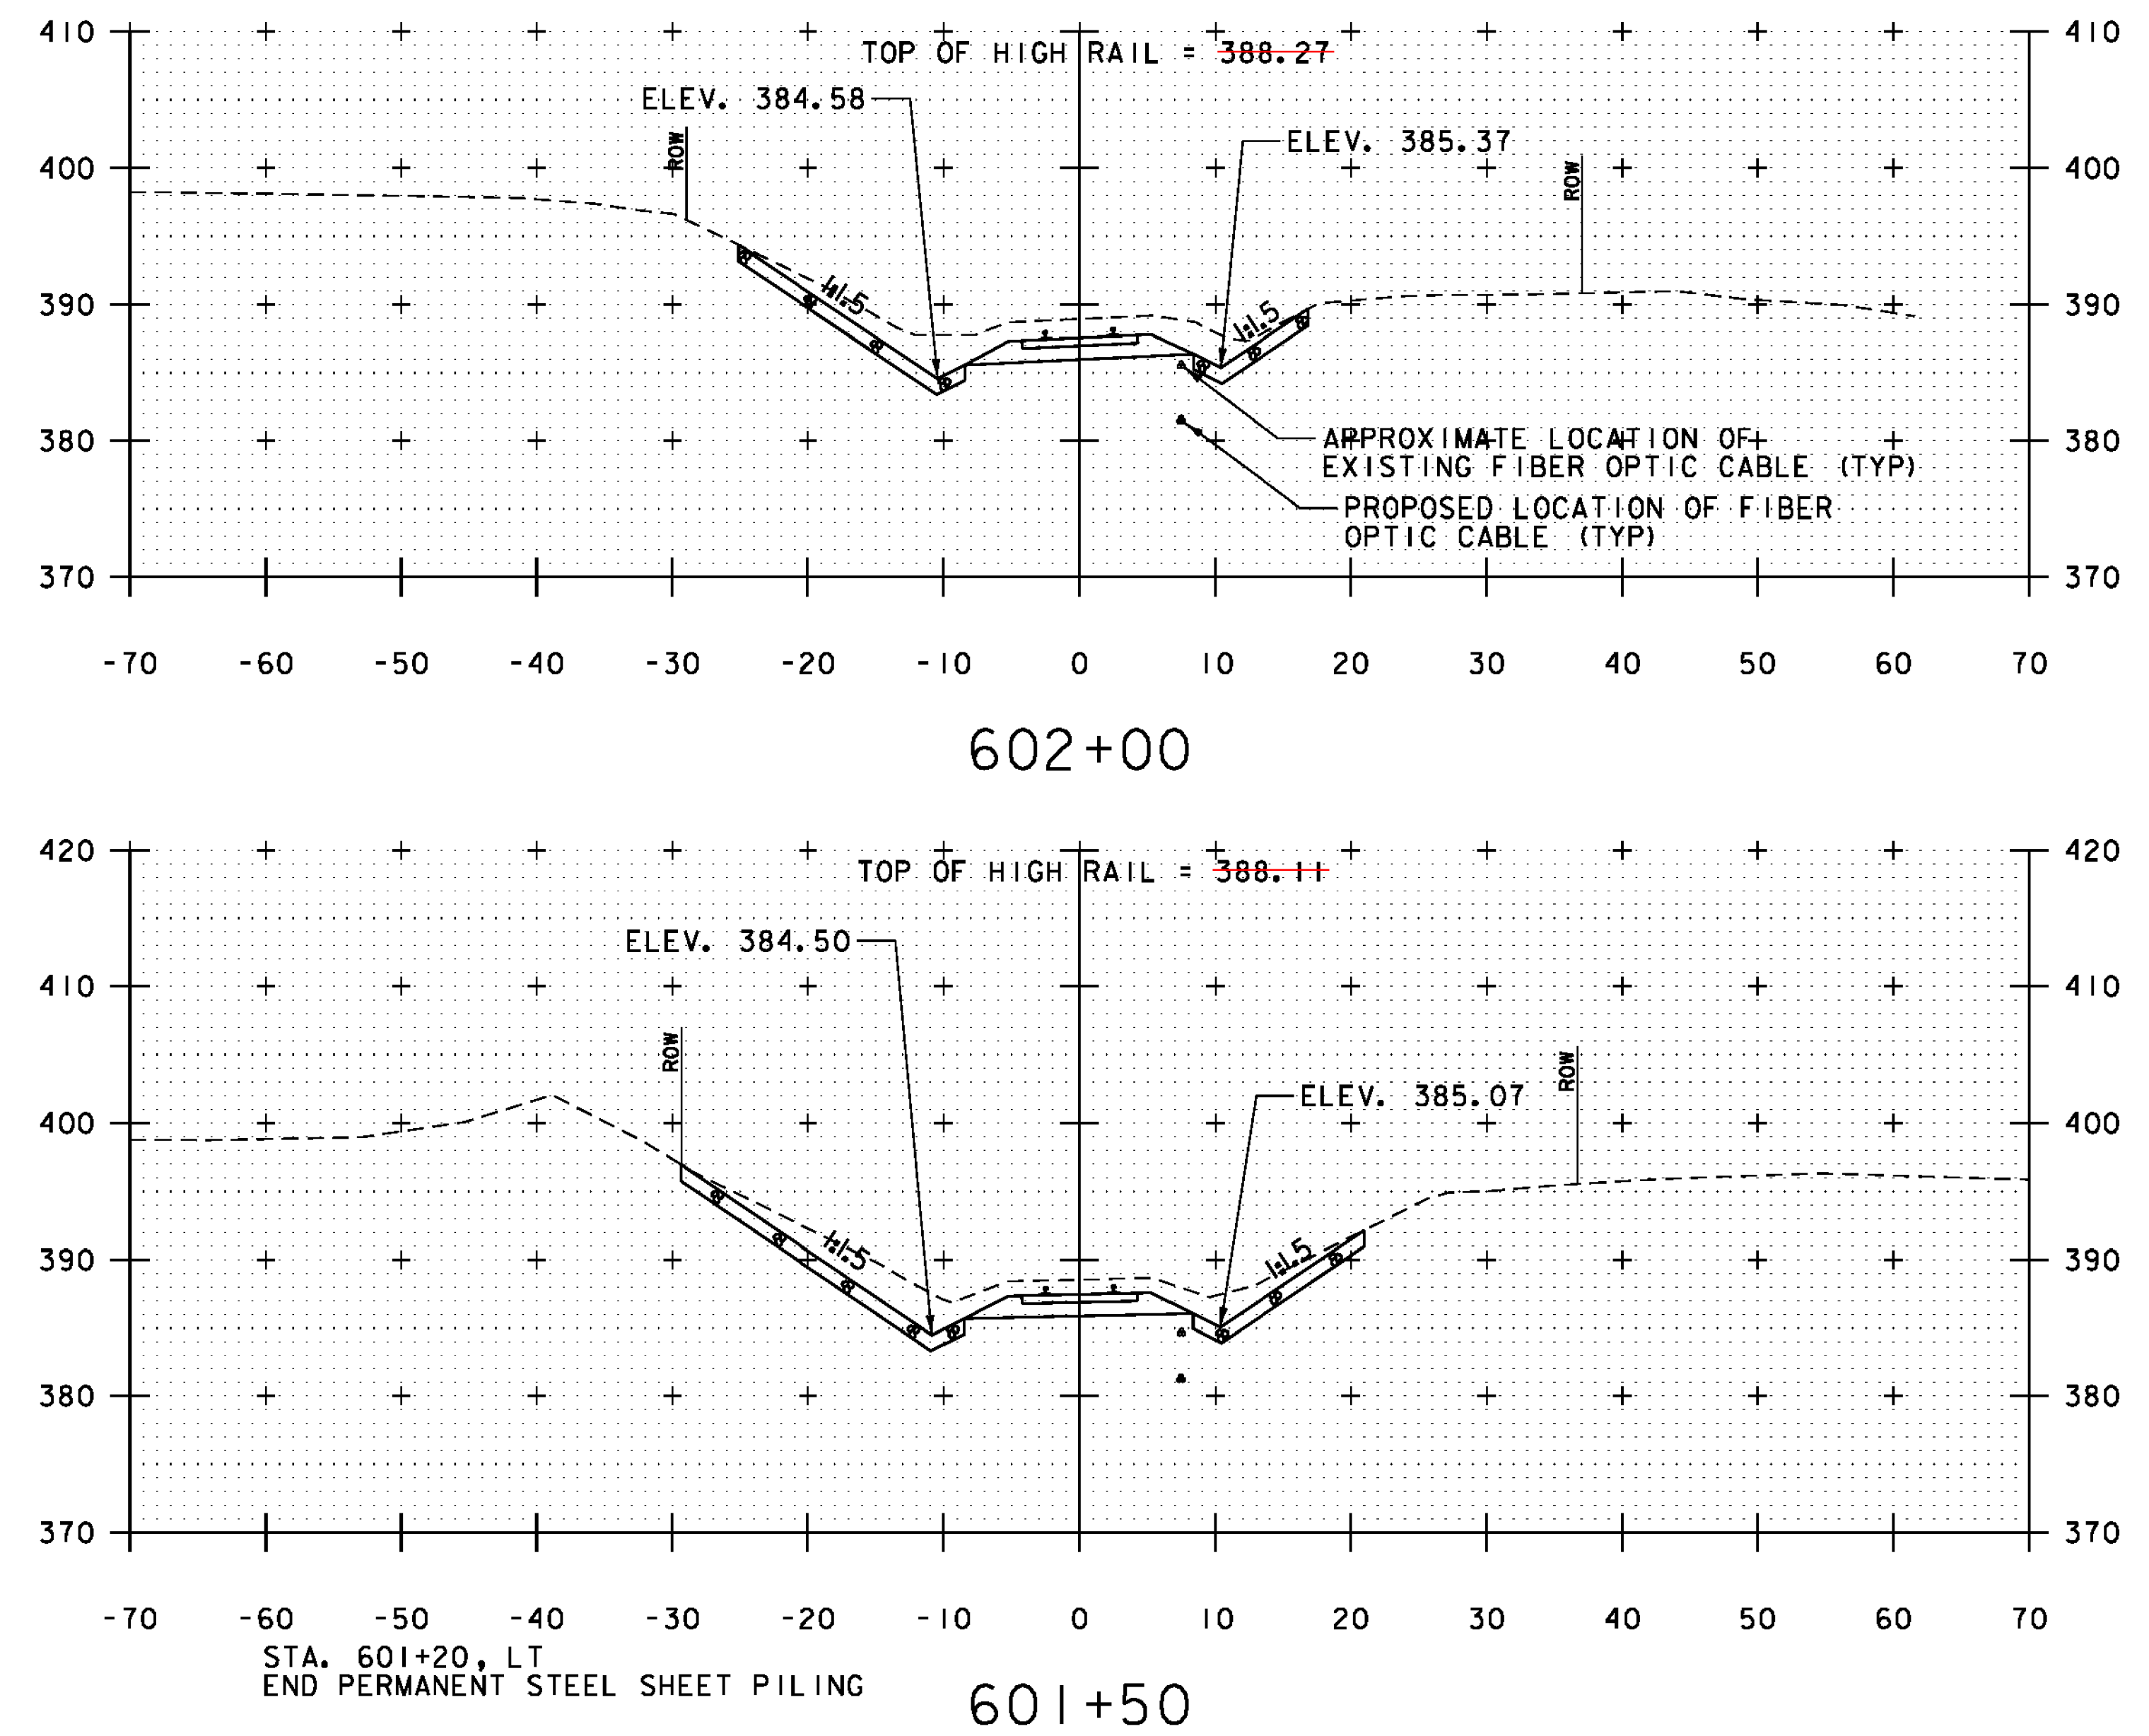 410 410
TOP OF HIGH RAIL = 388.27
ELEV. 384.58
ELEV. 385.37
ROW
ROW
400 400
1:1.5
1:1.5
390 390
380 380
APPROXIMATE LOCATION OF
EXISTING FIBER OPTIC CABLE (TYP)
PROPOSED LOCATION OF FIBER
OPTIC CABLE (TYP)
370 370
-70 -60 -50 -40 -30 -20 -10 0 10 20 30 40 50 60 70
602+00
420 420
TOP OF HIGH RAIL = 388.11
ELEV. 384.50
410 410
ROW
ROW
ELEV. 385.07
400 400
1:1.5
1:1.5
390 390
380 380
370 370
-70 -60 -50 -40 -30 -20 -10 0 10 20 30 40 50 60 70
STA. 601+20, LT
END PERMANENT STEEL SHEET PILING
601+50